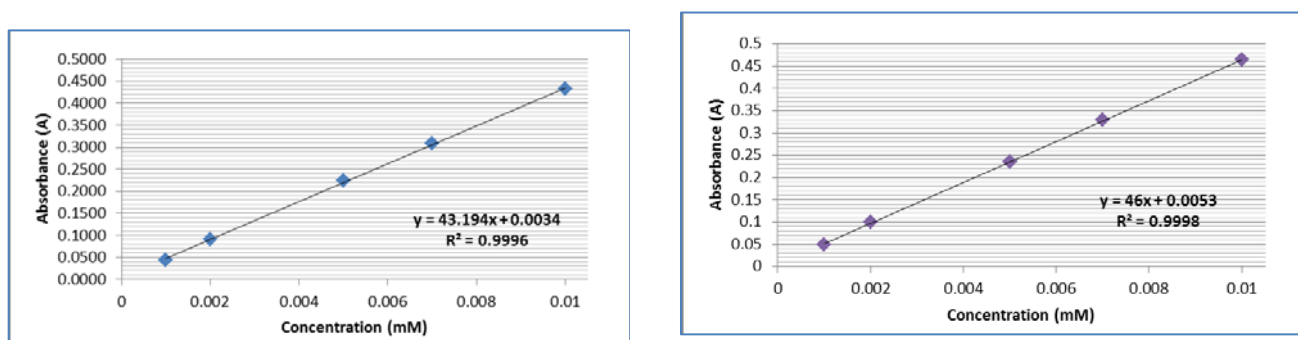 0.5000
0.4500
0.4000
0.3500
0.3000
0.2500
0.2000
0.1500
0.1000
0.0500
0.0000
Absorbance (A)
y = 43.194x + 0.0034
R² = 0.9996
0 0.002 0.004 0.006 0.008 0.01
Concentration (mM)
0.5
0.45
0.4
0.35
0.3
0.25
0.2
0.15
0.1
0.05
0
Absorbance (A)
y = 46x + 0.0053
R² = 0.9998
0 0.002 0.004 0.006 0.008 0.01
Concentration (mM)